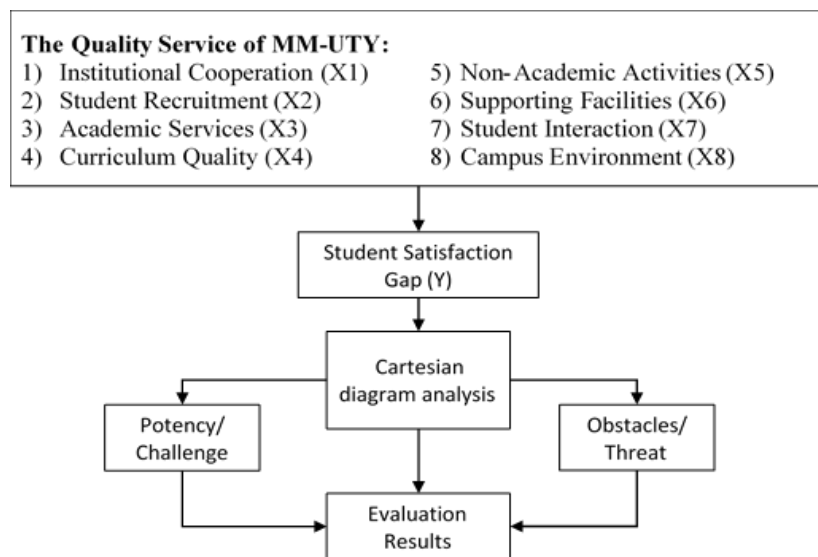 The Quality Service of MM-UTY:
1) Institutional Cooperation (X1)
2) Student Recruitment (X2)
3) Academic Services (X3)
4) Curriculum Quality (X4)
5) Non-Academic Activities (X5)
6) Supporting Facilities (X6)
7) Student Interaction (X7)
8) Campus Environment (X8)
Student Satisfaction
Gap (Y)
Cartesian
diagram analysis
Potency/
Challenge
Obstacles/
Threat
Evaluation
Results